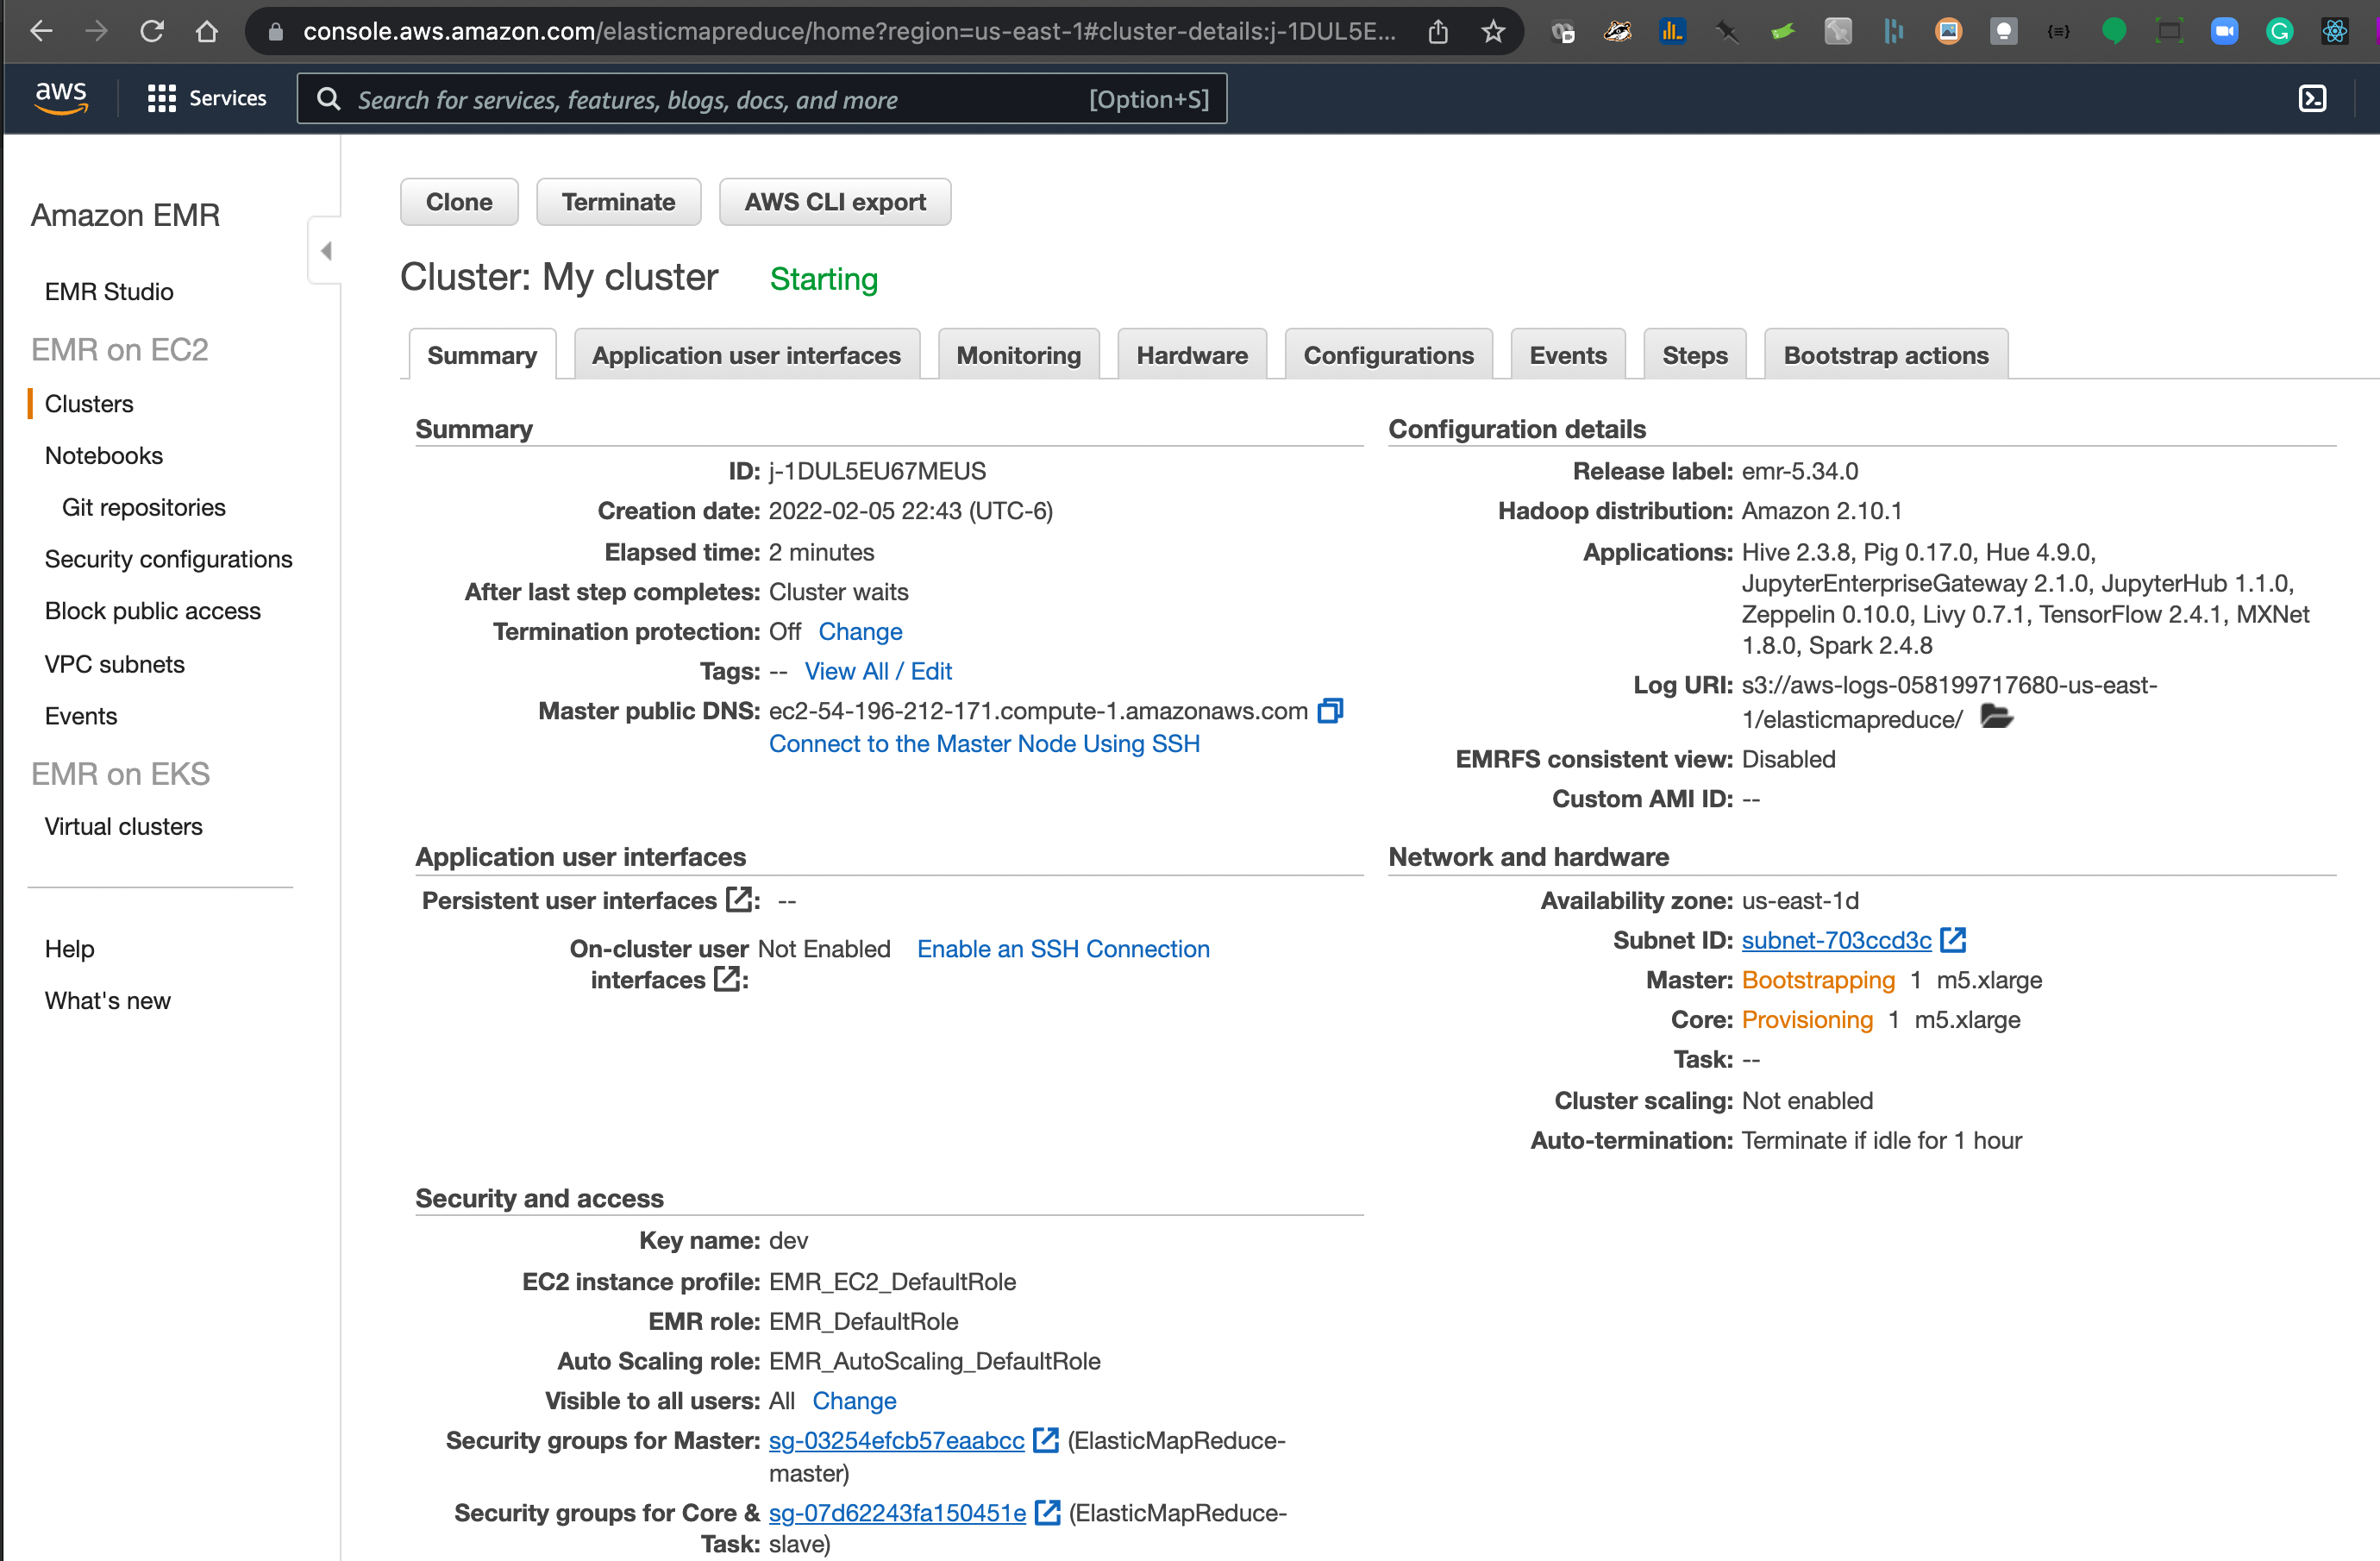 console.aws.amazon.com/elasticmapreduce/home?region=us-east-1#cluster-details:j-1DUL5E...
aws
Services
Search for services, features, blogs, docs, and more
[Option+S]
Amazon EMR
EMR Studio
EMR on EC2
Clusters
Notebooks
Git repositories
Security configurations
Block public access
VPC subnets
Events
EMR on EKS
Virtual clusters
Help
What's new
Clone
Terminate
AWS CLI export
Cluster: My cluster
Starting
Summary
Application user interfaces
Monitoring
Hardware
Configurations
Events
Steps
Bootstrap actions
Summary
ID: j-1DUL5EU67MEUS
Creation date: 2022-02-05 22:43 (UTC-6)
Elapsed time: 2 minutes
After last step completes: Cluster waits
Termination protection: Off Change
Tags: -- View All / Edit
Master public DNS: ec2-54-196-212-171.compute-1.amazonaws.com
Connect to the Master Node Using SSH
Configuration details
Release label: emr-5.34.0
Hadoop distribution: Amazon 2.10.1
Applications: Hive 2.3.8, Pig 0.17.0, Hue 4.9.0,
JupyterEnterpriseGateway 2.1.0, JupyterHub 1.1.0,
Zeppelin 0.10.0, Livy 0.7.1, TensorFlow 2.4.1, MXNet
1.8.0, Spark 2.4.8
Log URI: s3://aws-logs-058199717680-us-east-
1/elasticmapreduce/
EMRFS consistent view: Disabled
Custom AMI ID: --
Application user interfaces
Persistent user interfaces : --
On-cluster user Not Enabled Enable an SSH Connection
interfaces :
Network and hardware
Availability zone: us-east-1d
Subnet ID: subnet-703ccd3c
Master: Bootstrapping 1 m5.xlarge
Core: Provisioning 1 m5.xlarge
Task: --
Cluster scaling: Not enabled
Auto-termination: Terminate if idle for 1 hour
Security and access
Key name: dev
EC2 instance profile: EMR_EC2_DefaultRole
EMR role: EMR_DefaultRole
Auto Scaling role: EMR_AutoScaling_DefaultRole
Visible to all users: All Change
Security groups for Master: sg-03254efcb57eaabcc (ElasticMapReduce-
master)
Security groups for Core & sg-07d62243fa150451e (ElasticMapReduce-
Task: slave)